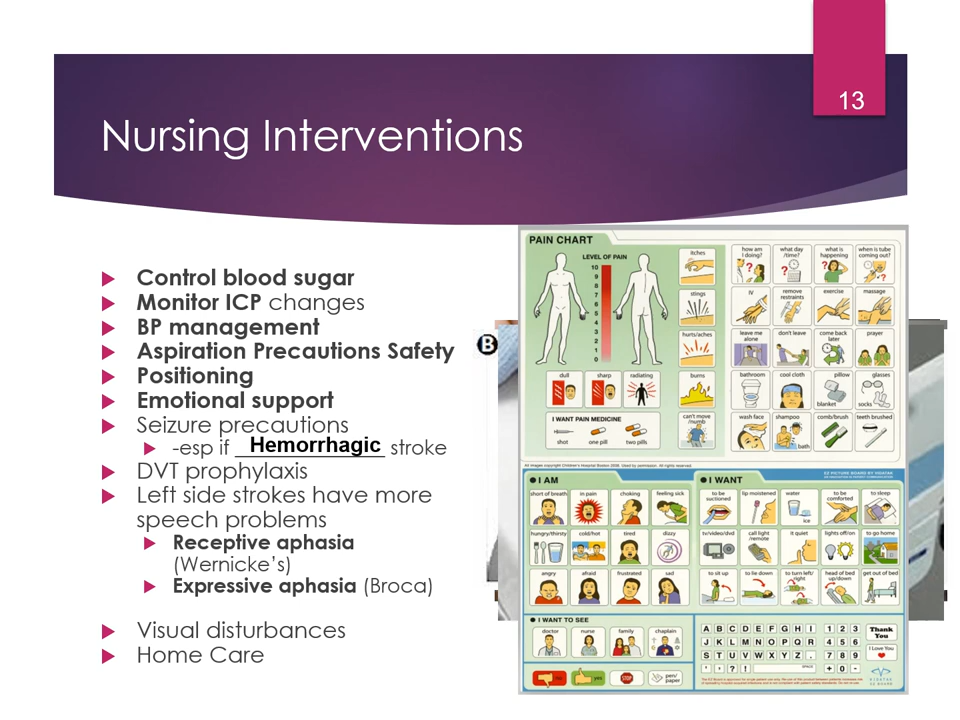 13
Nursing Interventions
Control blood sugar
Monitor ICP changes
BP management
Aspiration Precautions Safety
Positioning
Emotional support
Seizure precautions
-esp if Hemorrhagic stroke
DVT prophylaxis
Left side strokes have more
speech problems
Receptive aphasia
(Wernicke's)
Expressive aphasia (Broca)
Visual disturbances
Home Care
B
PAIN CHART
LEVEL OF PAIN
10
9
8
7
6
5
4
3
2
1
0
itches
stings
hurts/aches
burns
can't move
/numb
dull
sharp
radiating
I WANT PAIN MEDICINE
shot
one pill
two pills
how am
I doing?
what day
/time?
what is
happening
when is tube
coming out?
IV
remove
restraints
exercise
massage
leave me
alone
don't leave
come back
later
prayer
bathroom
cool cloth
pillow
blanket
glasses
socks
wash face
shampoo
bath
comb/brush
teeth brushed
I AM
short of breath
in pain
choking
feeling sick
hungry/thirsty
cold/hot
tired
dizzy
angry
afraid
frustrated
sad
I WANT
to be
suctioned
lip moistened
water
ice
to be
comforted
to sleep
tv/video/dvd
call light
/remote
it quiet
lights off/on
to go home
to sit up
to lie down
to turn left/
right
head of bed
up/down
get out of bed
I WANT TO SEE
doctor
nurse
family
chaplain
no
yes
STOP
pen/
paper
A B C D E F G H I
J K L M N O P Q R
S T U V W X Y Z .
' , ? !
SPACE
1 2 3
4 5 6
7 8 9
+ 0 -
Thank
You
I Love You